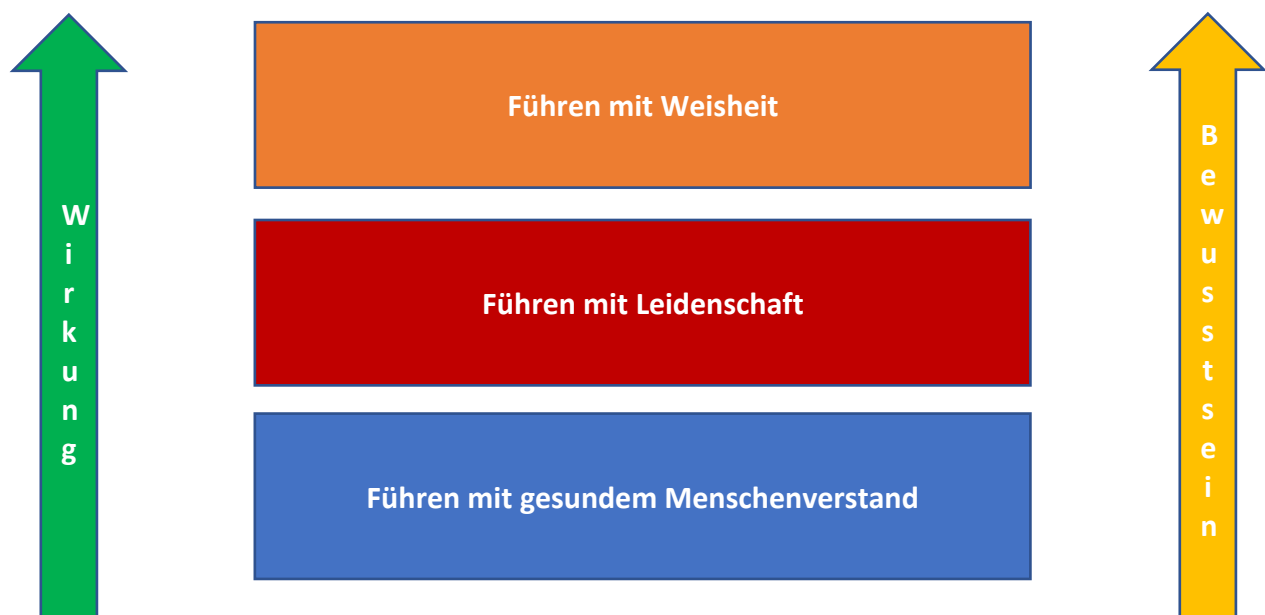 Führen mit Weisheit
Führen mit Leidenschaft
Führen mit gesundem Menschenverstand
Wirkung
Bewusstsein